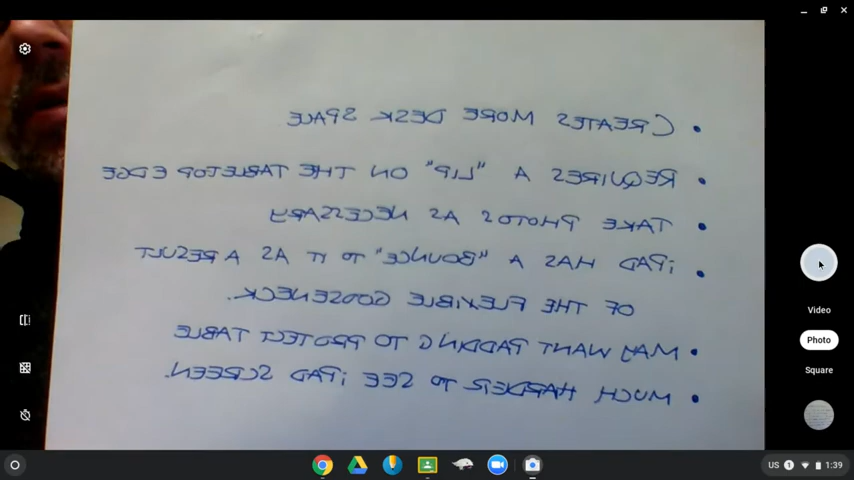 • CREATES MORE DESK SPACE
• REQUIRES A "LIP" ON THE TABLETOP EDGE
• TAKE PHOTOS AS NECESSARY
• iPAD HAS A "BOUNCE" TO IT AS A RESULT
OF THE FLEXIBLE GOOSENECK.
• MAY WANT PADDING TO PROTECT TABLE
• MUCH HARDER TO SEE iPAD SCREEN.
Video
Photo
Square
US 1 1:39